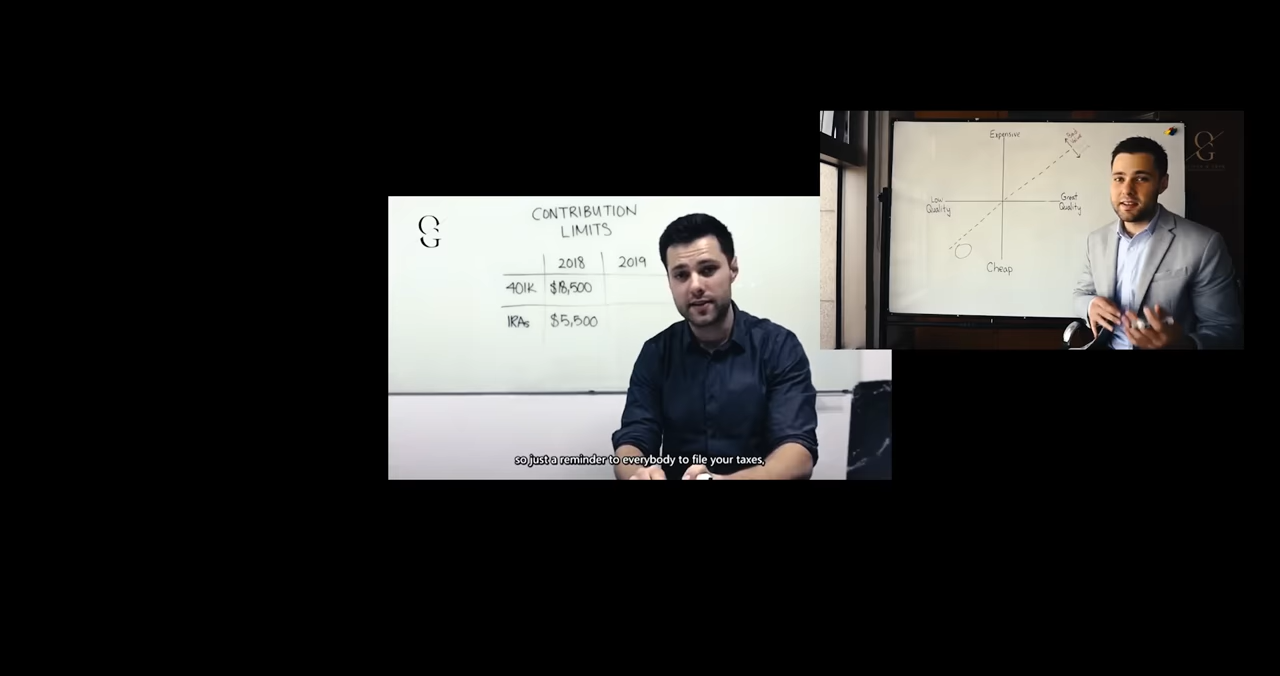 CONTRIBUTION
LIMITS
2018 2019
401K $18,500
IRAs $5,500
so just a reminder to everybody to file your taxes,
Expensive
Low
Quality
Great
Quality
Cheap